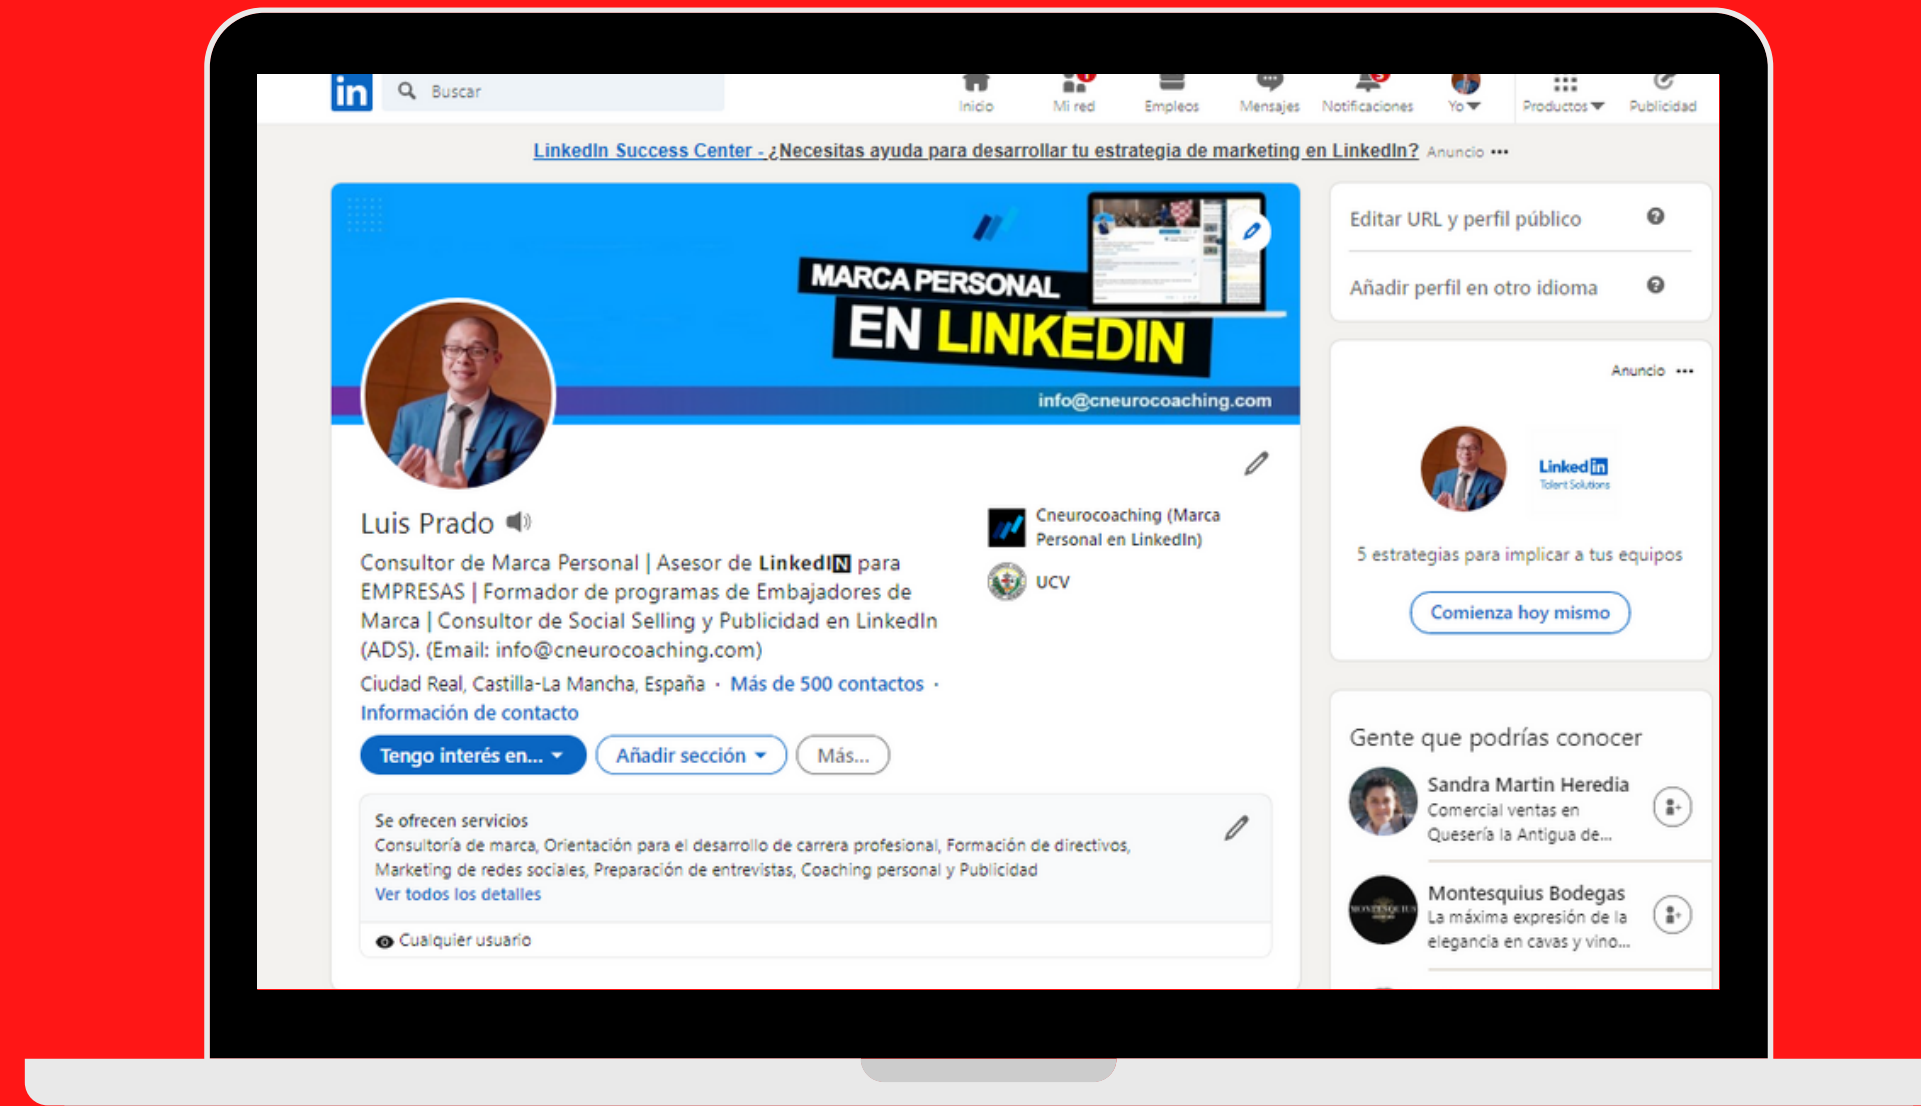 in
Buscar
Inicio
Mi red
Empleos
Mensajes
Notificaciones
Yo
Productos
Publicidad
LinkedIn Success Center - ¿Necesitas ayuda para desarrollar tu estrategia de marketing en LinkedIn? Anuncio
MARCA PERSONAL
EN LINKEDIN
info@cneurocoaching.com
Luis Prado
Consultor de Marca Personal | Asesor de LinkedIN para
EMPRESAS | Formador de programas de Embajadores de
Marca | Consultor de Social Selling y Publicidad en LinkedIn
(ADS). (Email: info@cneurocoaching.com)
Ciudad Real, Castilla-La Mancha, España · Más de 500 contactos ·
Información de contacto
Cneurocoaching (Marca
Personal en LinkedIn)
UCV
Tengo interés en...
Añadir sección
Más...
Se ofrecen servicios
Consultoría de marca, Orientación para el desarrollo de carrera profesional, Formación de directivos,
Marketing de redes sociales, Preparación de entrevistas, Coaching personal y Publicidad
Ver todos los detalles
Cualquier usuario
Editar URL y perfil público
Añadir perfil en otro idioma
Anuncio
Linked in
Talent Solutions
5 estrategias para implicar a tus equipos
Comienza hoy mismo
Gente que podrías conocer
Sandra Martin Heredia
Comercial ventas en
Quesería la Antigua de...
MONTESQUIUS
Montesquius Bodegas
La máxima expresión de la
elegancia en cavas y vino...